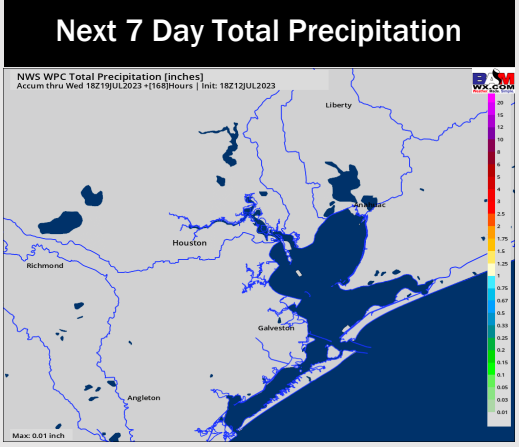 Next 7 Day Total Precipitation
NWS WPC Total Precipitation [inches]
Accum thru Wed 18Z19JUL2023 +[168]Hours | Init: 18Z12JUL2023
BAM
WX.COM
Liberty
Anahuac
Houston
Richmond
Galveston
Angleton
20
15
12
10
8
6
5
4
3
2.5
2
1.75
1.5
1.25
1
0.75
0.67
0.5
0.33
0.25
0.2
0.15
0.1
0.05
0.03
0.01
Max: 0.01 inch